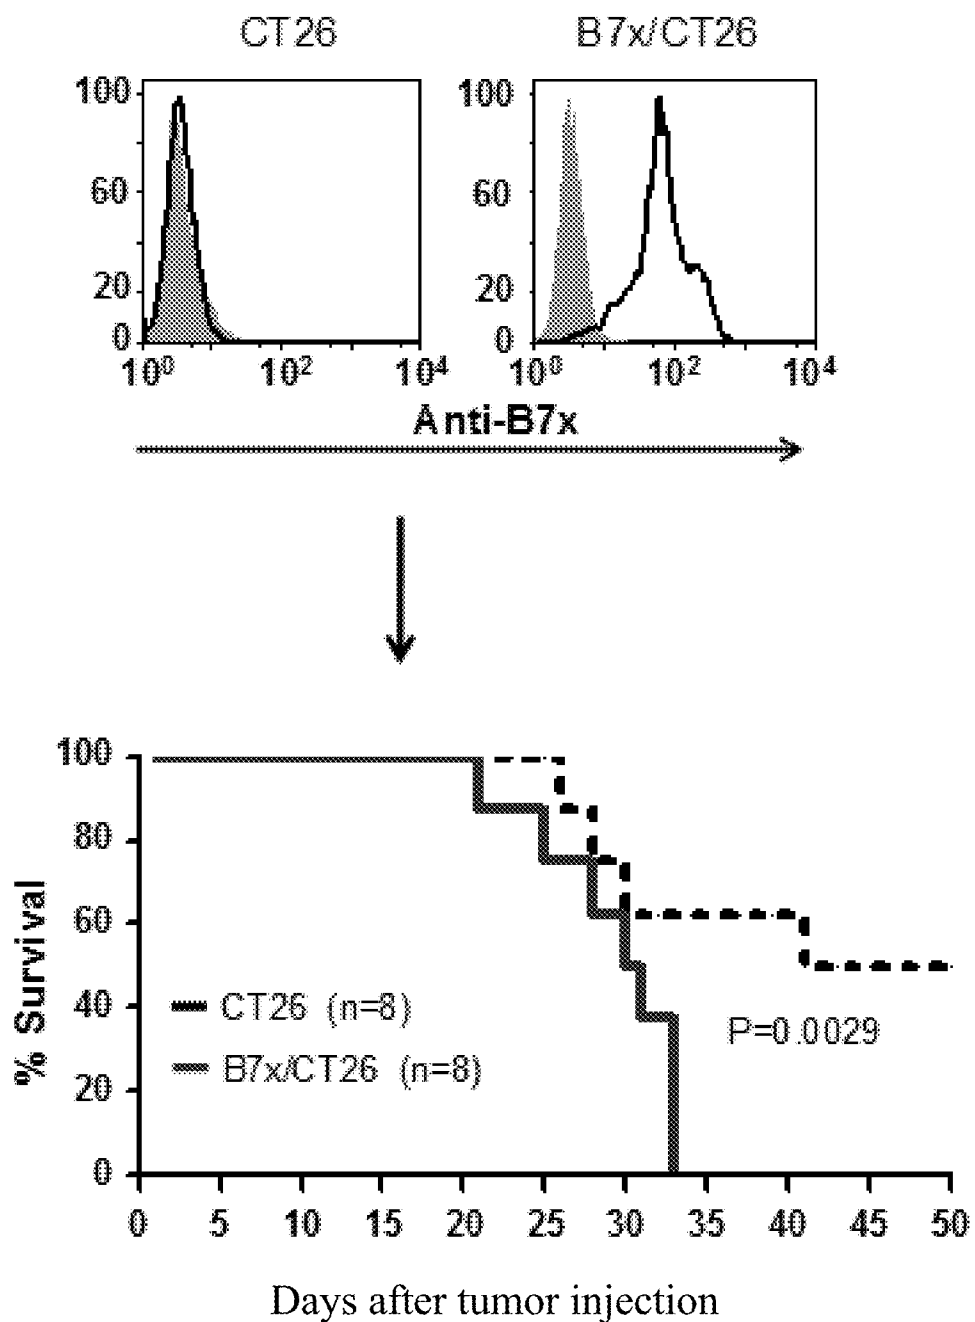 CT26 B7x/CT26
100 100
60 60
20 20
0 0
10⁰ 10² 10⁴ 10⁰ 10² 10⁴
Anti-B7x
100
80
60
40
20
0
% Survival
CT26 (n=8)
B7x/CT26 (n=8)
P=0.0029
0 5 10 15 20 25 30 35 40 45 50
Days after tumor injection